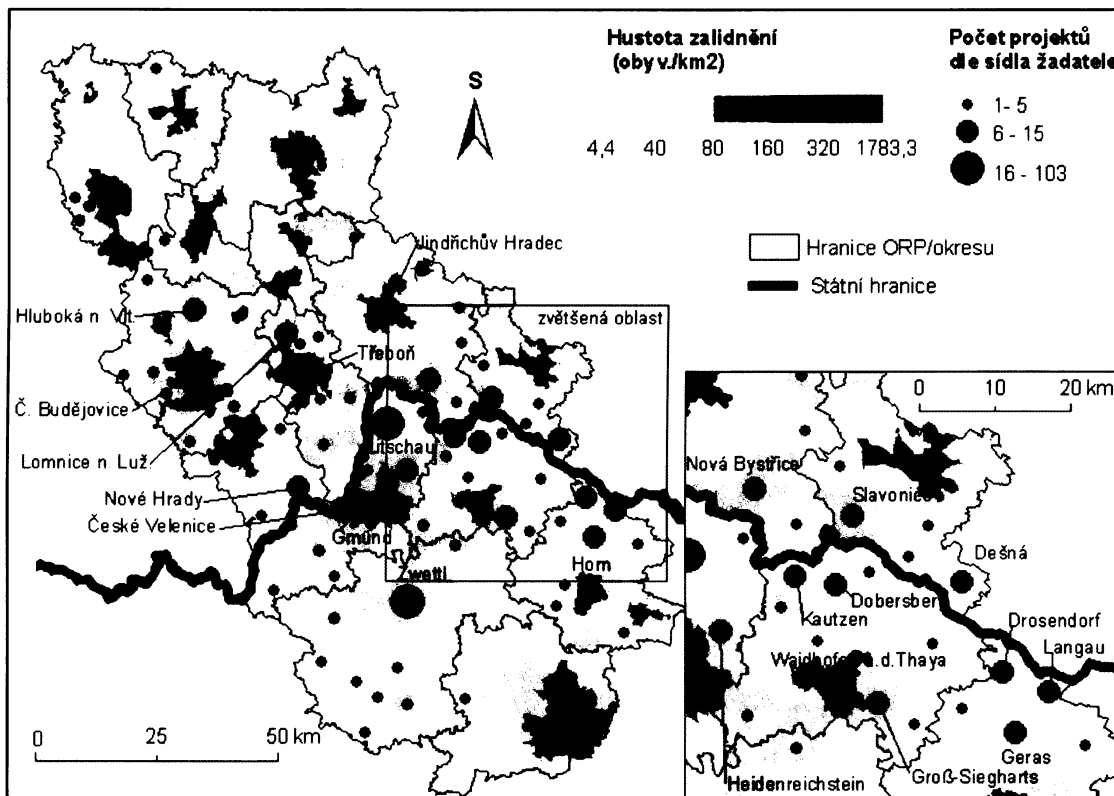 Hustota zalidnění
(obyv./km2)
4,4 40 80 160 320 1783,3
Počet projektů
dle sídla žadatele
1- 5
6 - 15
16 - 103
Hranice ORP/okresu
Státní hranice
S
Jindřichův Hradec
zvětšená oblast
Hluboká n Vlt
Třeboň
Č. Budějovice
Litschau
Lomnice n Luž
Nové Hrady
České Velenice
Gmünd
Zwettl
Horn
0 25 50 km
0 10 20 km
Nová Bystřice
Slavonice
Dešná
Dobersber
Kautzen
Drosendorf
Langau
Waidhofen a.d.Thaya
Geras
Heidenreichstein
Groß-Siegharts